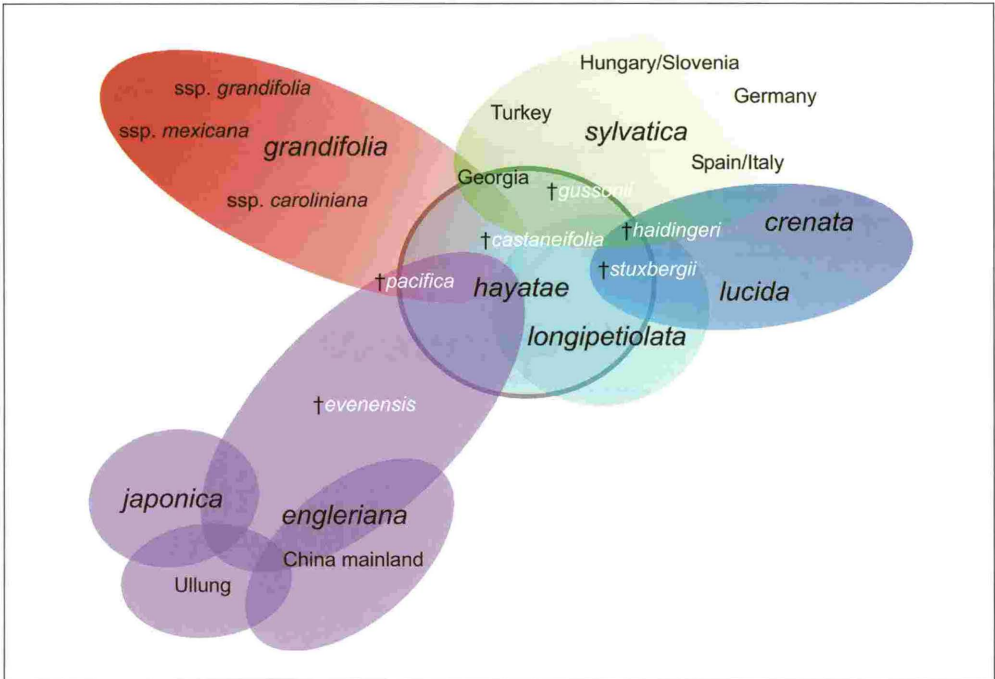 Hungary/Slovenia
ssp. grandifolia
Germany
Turkey
ssp. mexicana
sylvatica
grandifolia
Spain/Italy
Georgia
†gussonii
ssp. caroliniana
†haidingeri
crenata
†castaneifolia
†stuxbergii
†pacifica
hayatae
lucida
longipetiolata
†evenensis
japonica
engleriana
China mainland
Ullung